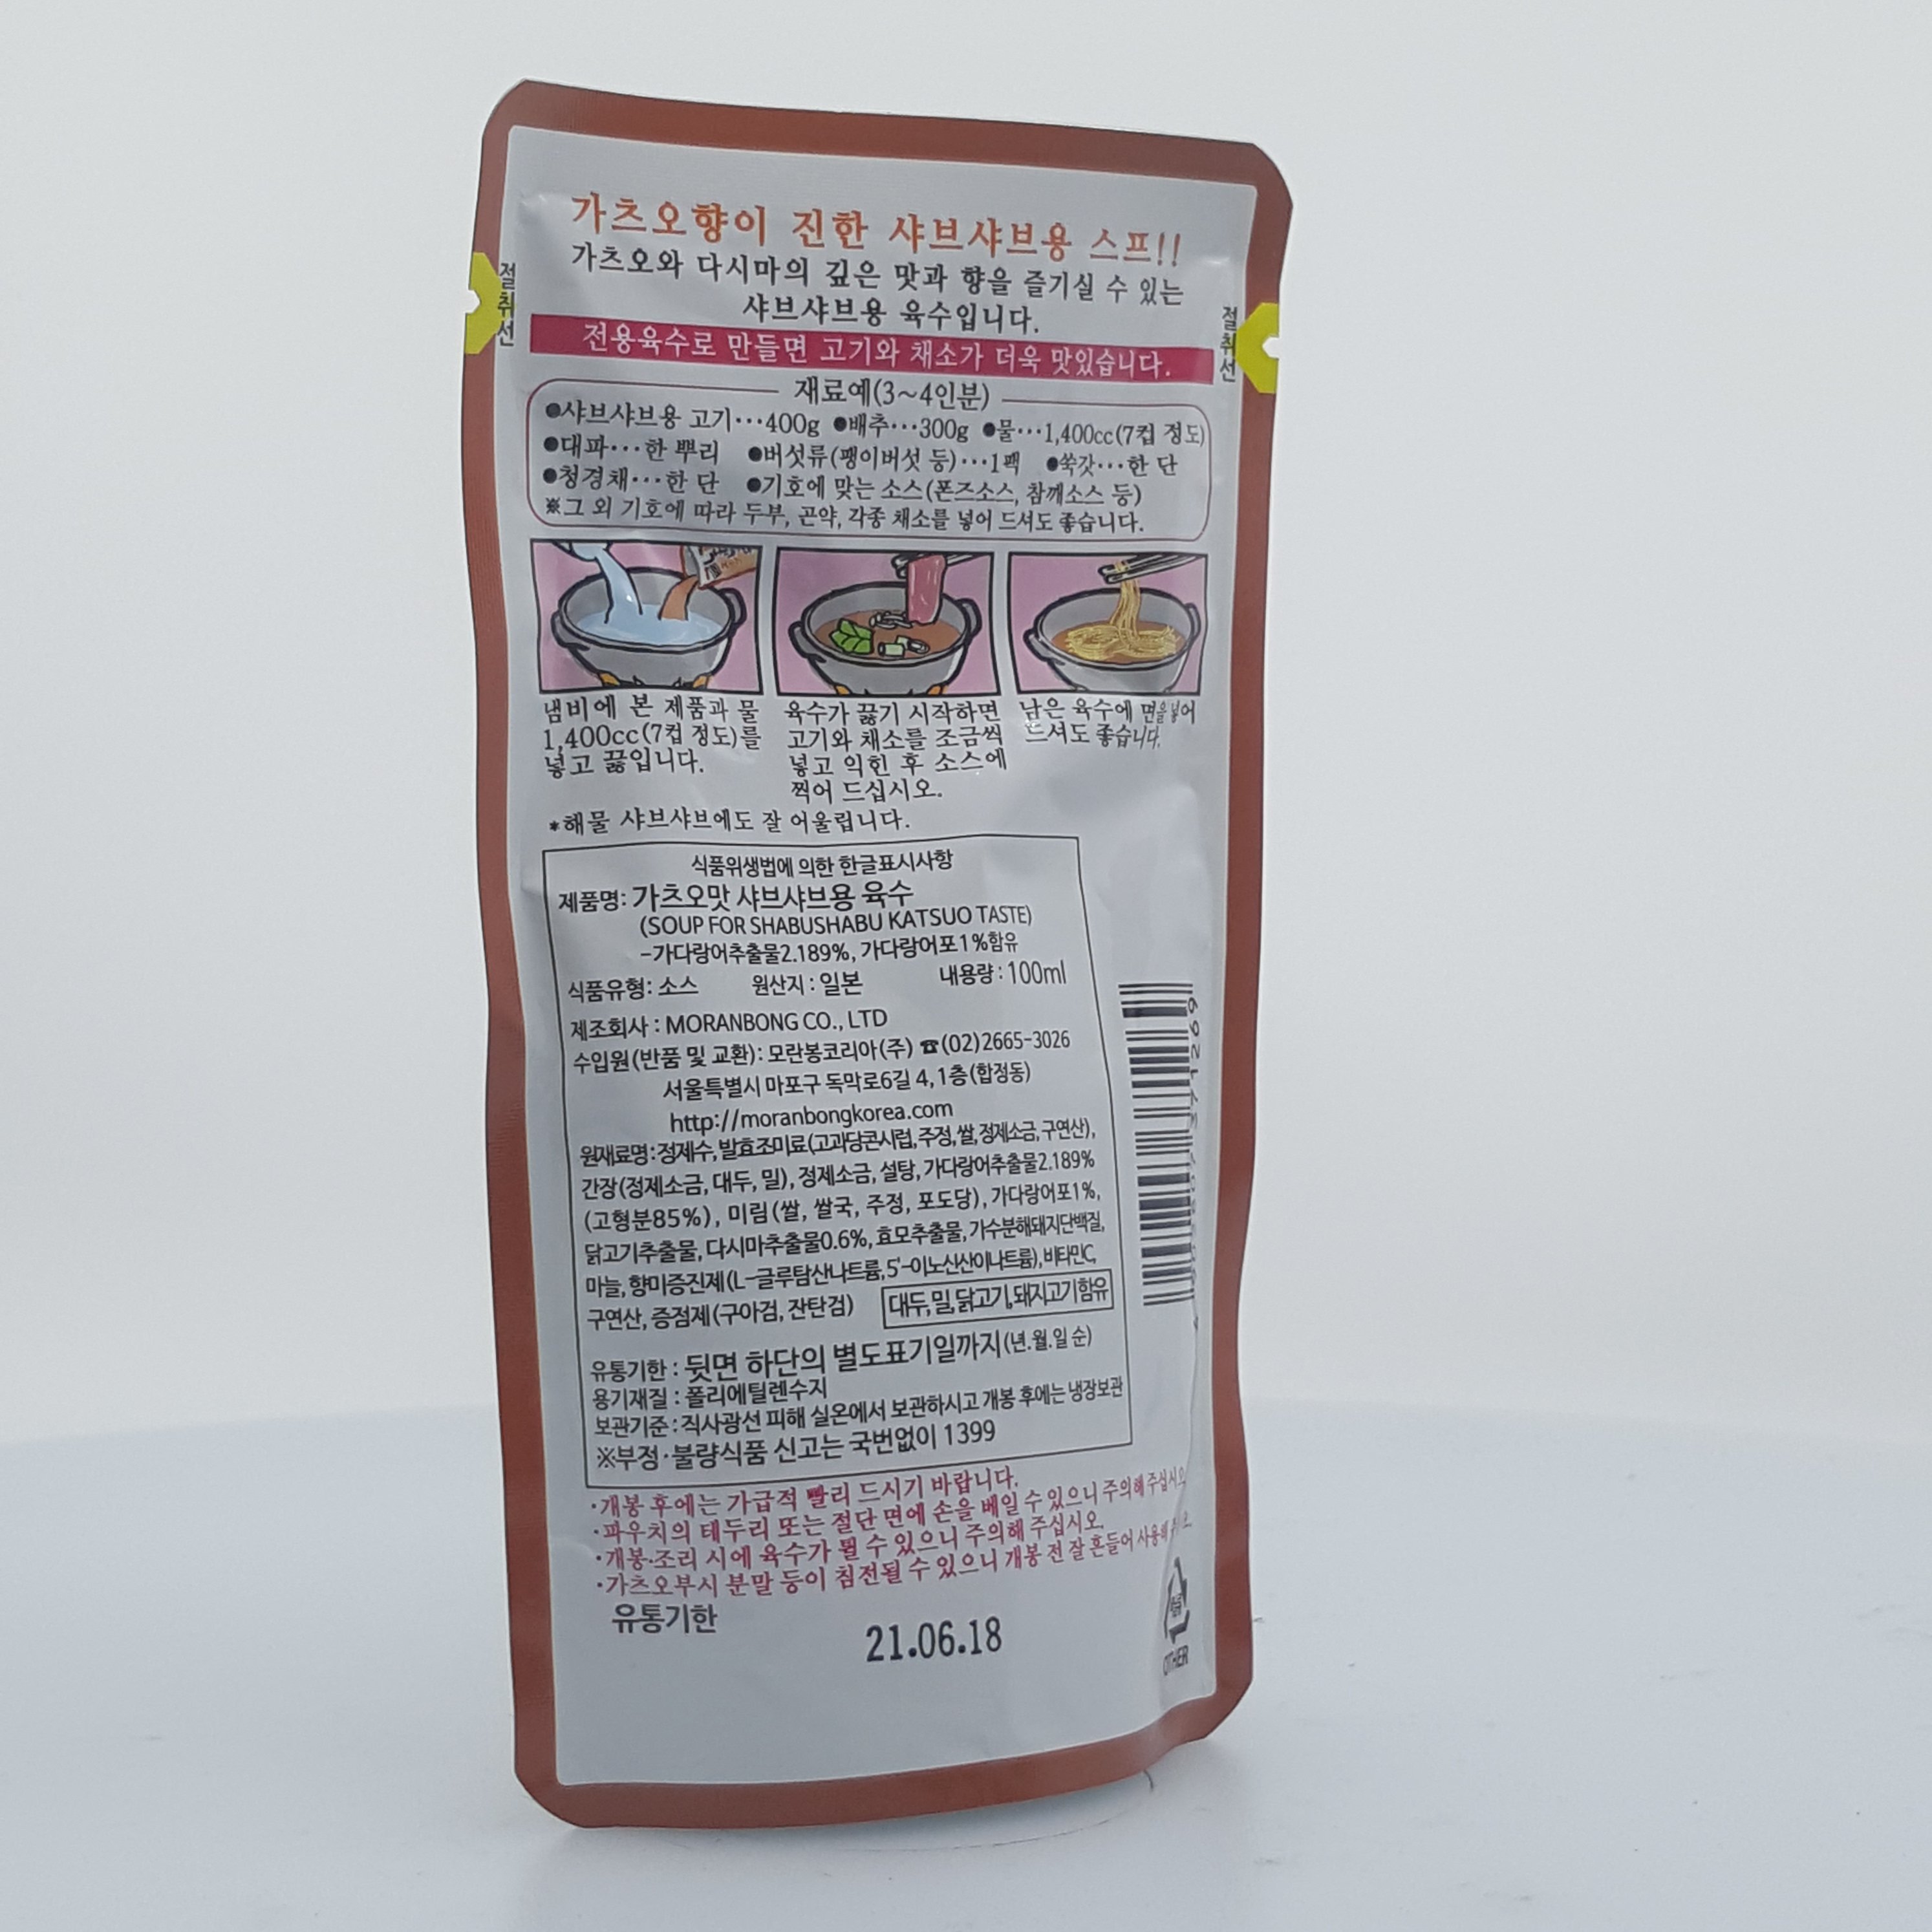 가츠오향이 진한 샤브샤브용 스프!!
가츠오와 다시마의 깊은 맛과 향을 즐기실 수 있는
샤브샤브용 육수입니다.
전용육수로 만들면 고기와 채소가 더욱 맛있습니다.
절취선
절취선
재료예(3~4인분)
●샤브샤브용 고기…400g ●배추…300g ●물…1,400cc(7컵 정도)
●대파…한 뿌리 ●버섯류(팽이버섯 등)…1팩 ●쑥갓…한 단
●청경채…한 단 ●기호에 맞는 소스(폰즈소스, 참깨소스 등)
※그 외 기호에 따라 두부, 곤약, 각종 채소를 넣어 드셔도 좋습니다.
냄비에 본 제품과 물
1,400cc(7컵 정도)를
넣고 끓입니다.
육수가 끓기 시작하면
고기와 채소를 조금씩
넣고 익힌 후 소스에
찍어 드십시오.
남은 육수에 면을 넣어
드셔도 좋습니다.
*해물 샤브샤브에도 잘 어울립니다.
식품위생법에 의한 한글표시사항
제품명: 가츠오맛 샤브샤브용 육수
(SOUP FOR SHABUSHABU KATSUO TASTE)
-가다랑어추출물2.189%, 가다랑어포1%함유
식품유형: 소스 원산지 : 일본 내용량 : 100ml
제조회사 : MORANBONG CO., LTD
수입원(반품 및 교환) : 모란봉코리아(주) ☎(02)2665-3026
서울특별시 마포구 독막로6길 4, 1층(합정동)
http://moranbongkorea.com
원재료명 : 정제수, 발효조미료(고과당콘시럽, 주정, 쌀, 정제소금, 구연산),
간장(정제소금, 대두, 밀), 정제소금, 설탕, 가다랑어추출물2.189%
(고형분85%), 미림(쌀, 쌀국, 주정, 포도당), 가다랑어포1%,
닭고기추출물, 다시마추출물0.6%, 효모추출물, 가수분해돼지단백질,
마늘, 향미증진제(L-글루탐산나트륨, 5'-이노신산이나트륨), 비타민C,
구연산, 증점제(구아검, 잔탄검) 대두, 밀, 닭고기, 돼지고기함유
유통기한 : 뒷면 하단의 별도표기일까지(년.월.일 순)
용기재질 : 폴리에틸렌수지
보관기준 : 직사광선 피해 실온에서 보관하시고 개봉 후에는 냉장보관
※부정·불량식품 신고는 국번없이 1399
·개봉 후에는 가급적 빨리 드시기 바랍니다.
·파우치의 테두리 또는 절단 면에 손을 베일 수 있으니 주의해 주십시오.
·개봉·조리 시에 육수가 튈 수 있으니 주의해 주십시오.
·가츠오부시 분말 등이 침전될 수 있으니 개봉 전 잘 흔들어 사용해
유통기한
21.06.18
OTHER